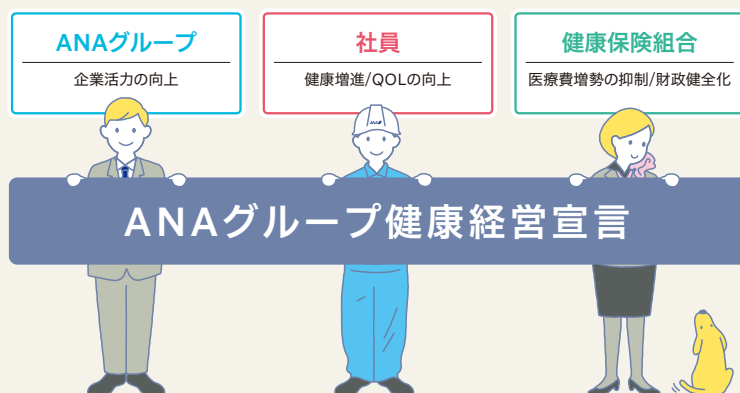 ANAグループ
企業活力の向上
社員
健康増進/QOLの向上
健康保険組合
医療費増勢の抑制/財政健全化
ANA
ANAグループ健康経営宣言